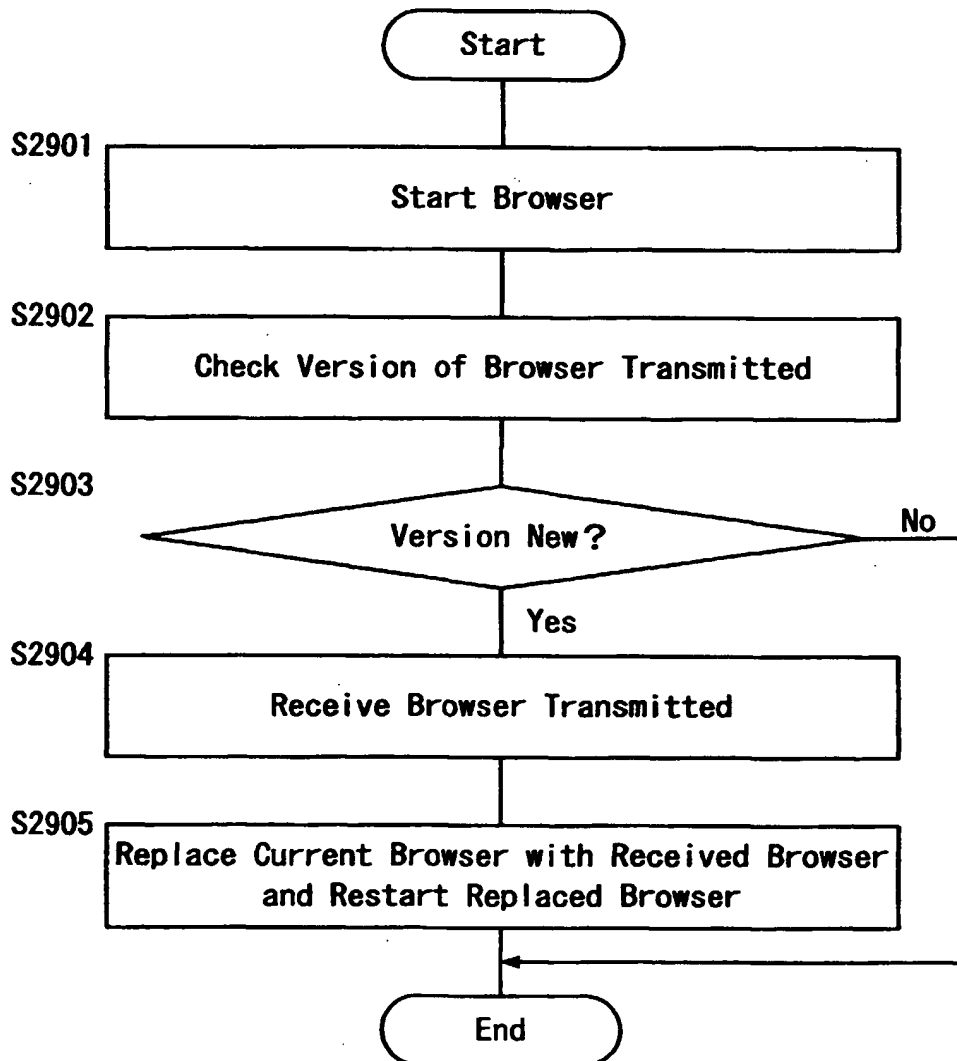 Start
S2901
Start Browser
S2902
Check Version of Browser Transmitted
S2903
Version New?
No
Yes
S2904
Receive Browser Transmitted
S2905
Replace Current Browser with Received Browser
and Restart Replaced Browser
End